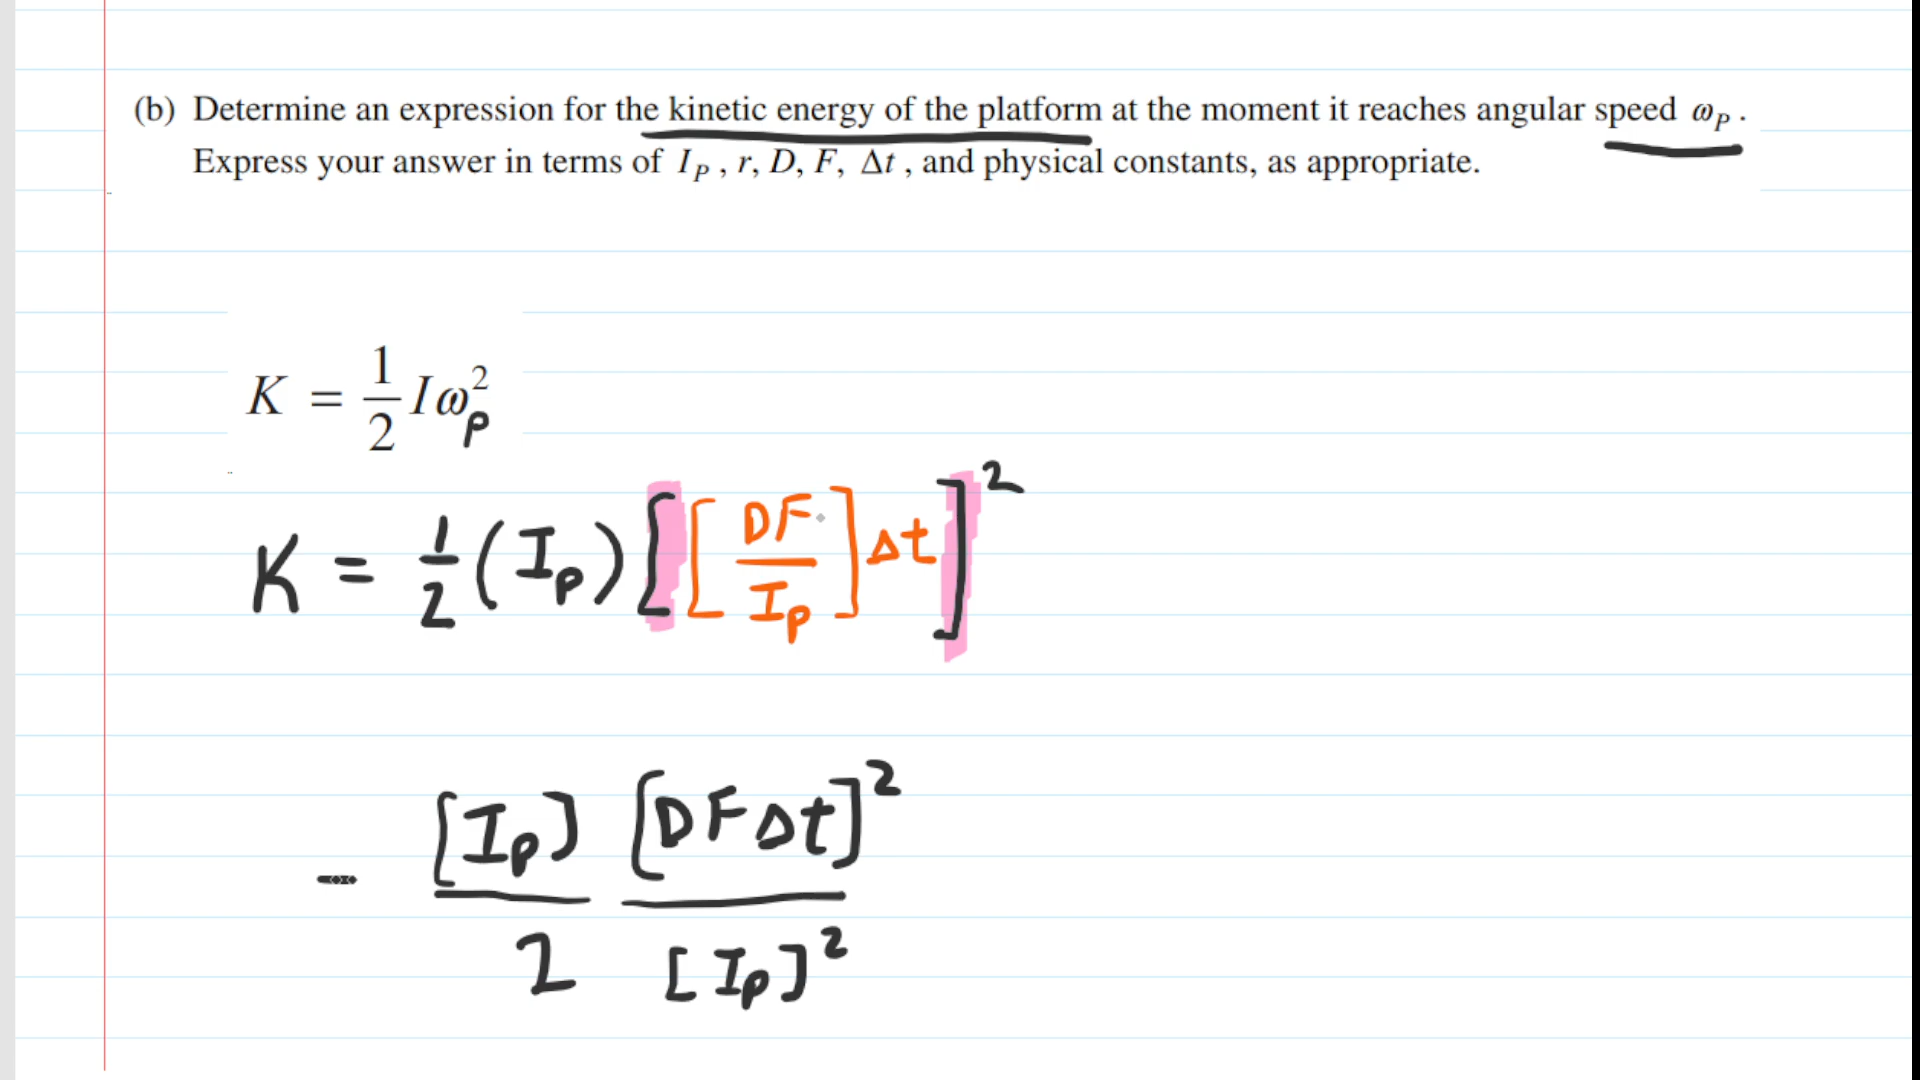 (b) Determine an expression for the kinetic energy of the platform at the moment it reaches angular speed ω_P.
Express your answer in terms of I_P, r, D, F, Δt, and physical constants, as appropriate.
K = 1/2 Iω_p^2
K = 1/2 (I_p) [[DF/I_p] Δt]^2
- [I_p]/2 [DFΔt]^2/[I_p]^2